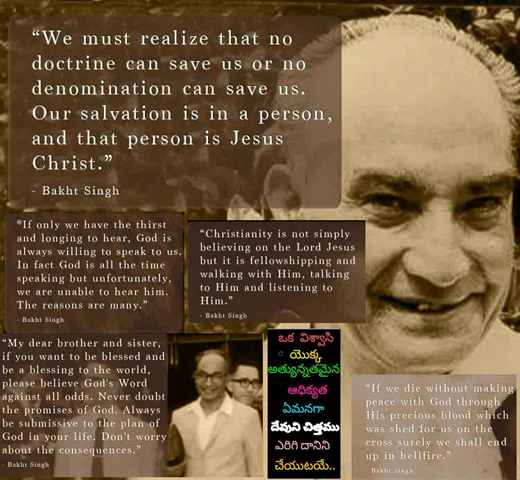 “We must realize that no
doctrine can save us or no
denomination can save us.
Our salvation is in a person,
and that person is Jesus
Christ.”
- Bakht Singh
“If only we have the thirst
and longing to hear, God is
always willing to speak to us.
In fact God is all the time
speaking but unfortunately,
we are unable to hear him.
The reasons are many.”
- Bakht Singh
“Christianity is not simply
believing on the Lord Jesus
but it is fellowshipping and
walking with Him, talking
to Him and listening to
Him.”
- Bakht Singh
“My dear brother and sister,
if you want to be blessed and
be a blessing to the world,
please believe God's Word
against all odds. Never doubt
the promises of God. Always
be submissive to the plan of
God in your life. Don't worry
about the consequences.”
- Bakht Singh
ఒక విశ్వాసి
యొక్క
అత్యున్నతమైన
ఆధిక్యత
ఏమనగా
దేవుని చిత్తము
ఎరిగి దానిని
చేయుటయే..
“If we die without making
peace with God through
His precious blood which
was shed for us on the
cross surely we shall end
up in hellfire.”
- Bakht Singh